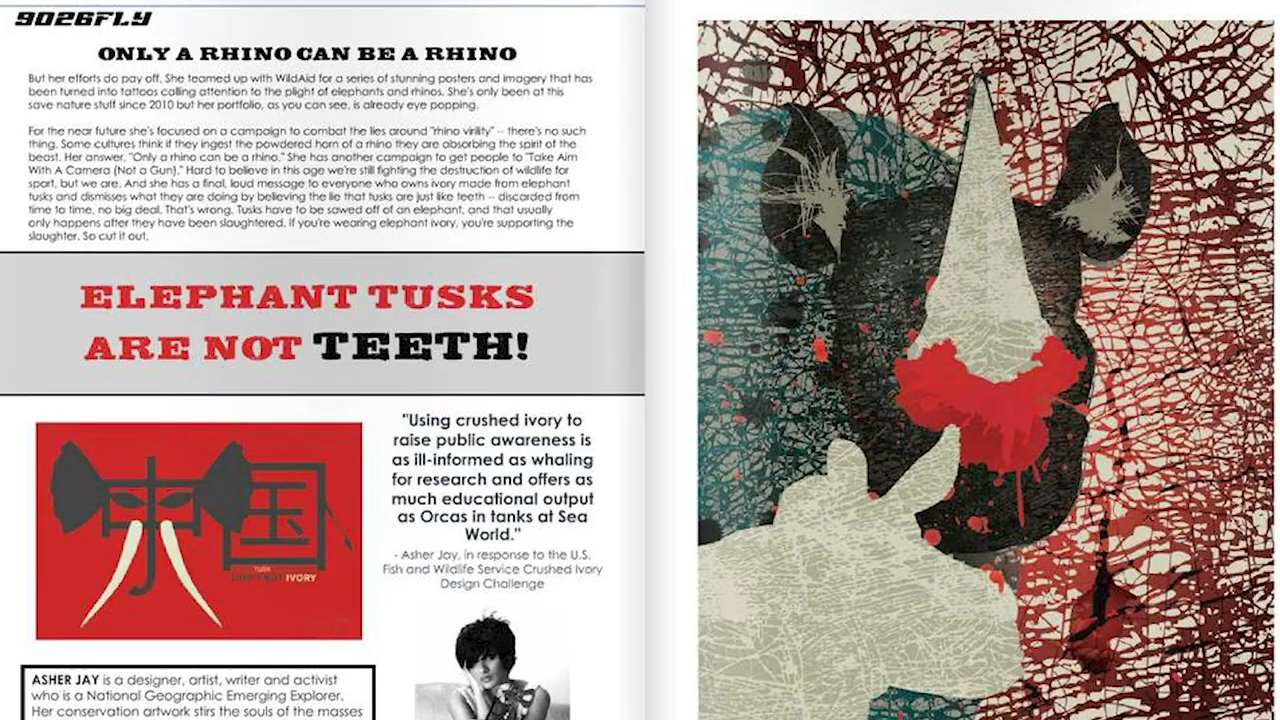 9026FLY
ONLY A RHINO CAN BE A RHINO
But her efforts do pay off. She teamed up with WildAid for a series of stunning posters and imagery that has
been turned into tattoos calling attention to the plight of elephants and rhinos. She's only been at this
save nature stuff since 2010 but her portfolio, as you can see, is already eye popping.
For the near future she's focused on a campaign to combat the lies around "rhino virility" -- there's no such
thing. Some cultures think if they ingest the powdered horn of a rhino they are absorbing the spirit of the
beast. Her answer, "Only a rhino can be a rhino." She has another campaign to get people to "Take Aim
With A Camera (Not a Gun)." Hard to believe in this age we're still fighting the destruction of wildlife for
sport, but we are. And she has a final, loud message to everyone who owns ivory made from elephant
tusks and dismisses what they are doing by believing the lie that tusks are just like teeth -- discarded from
time to time, no big deal. That's wrong. Tusks have to be sawed off of an elephant, and that usually
only happens after they have been slaughtered. If you're wearing elephant ivory, you're supporting the
slaughter. So cut it out.
ELEPHANT TUSKS
ARE NOT TEETH!
国
IVORY
"Using crushed ivory to
raise public awareness is
as ill-informed as whaling
for research and offers as
much educational output
as Orcas in tanks at Sea
World."
- Asher Jay, in response to the U.S.
Fish and Wildlife Service Crushed Ivory
Design Challenge
ASHER JAY is a designer, artist, writer and activist
who is a National Geographic Emerging Explorer.
Her conservation artwork stirs the souls of the masses